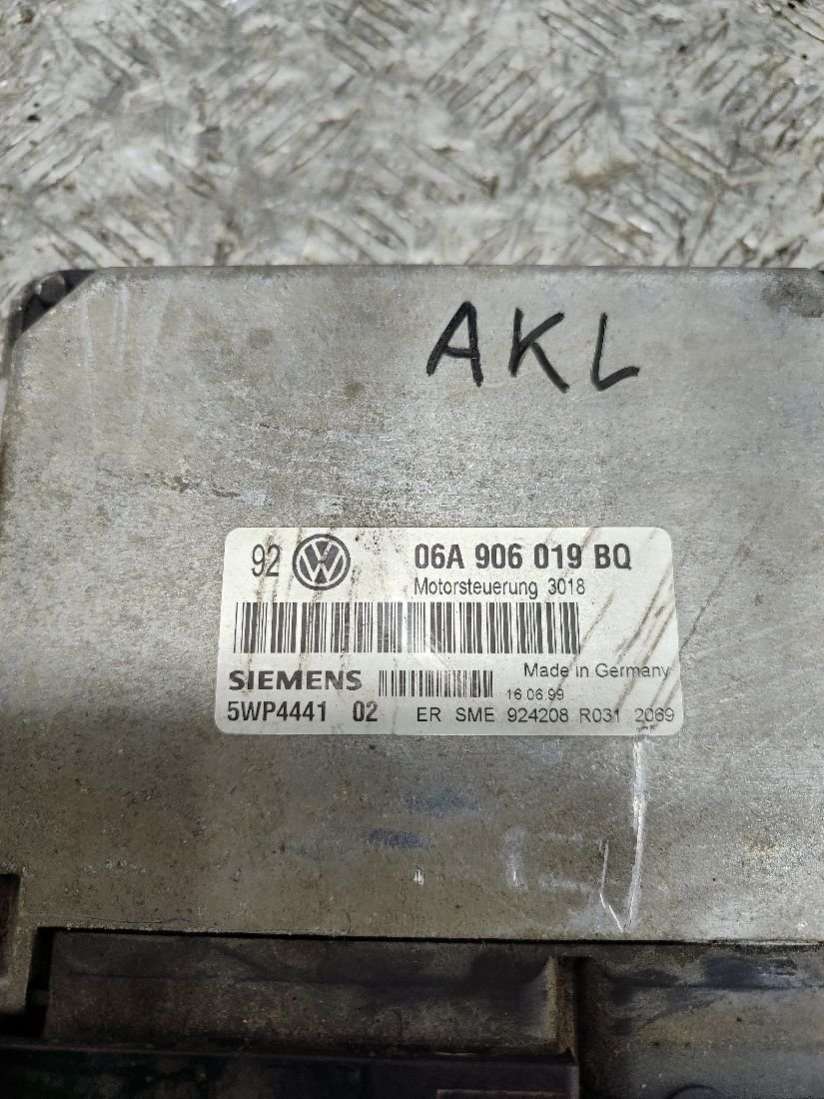 AKL
92 VW 06A 906 019 BQ
Motorsteuerung 3018
SIEMENS Made in Germany
16.06.99
5WP4441 02 ER SME 924208 R031 2069